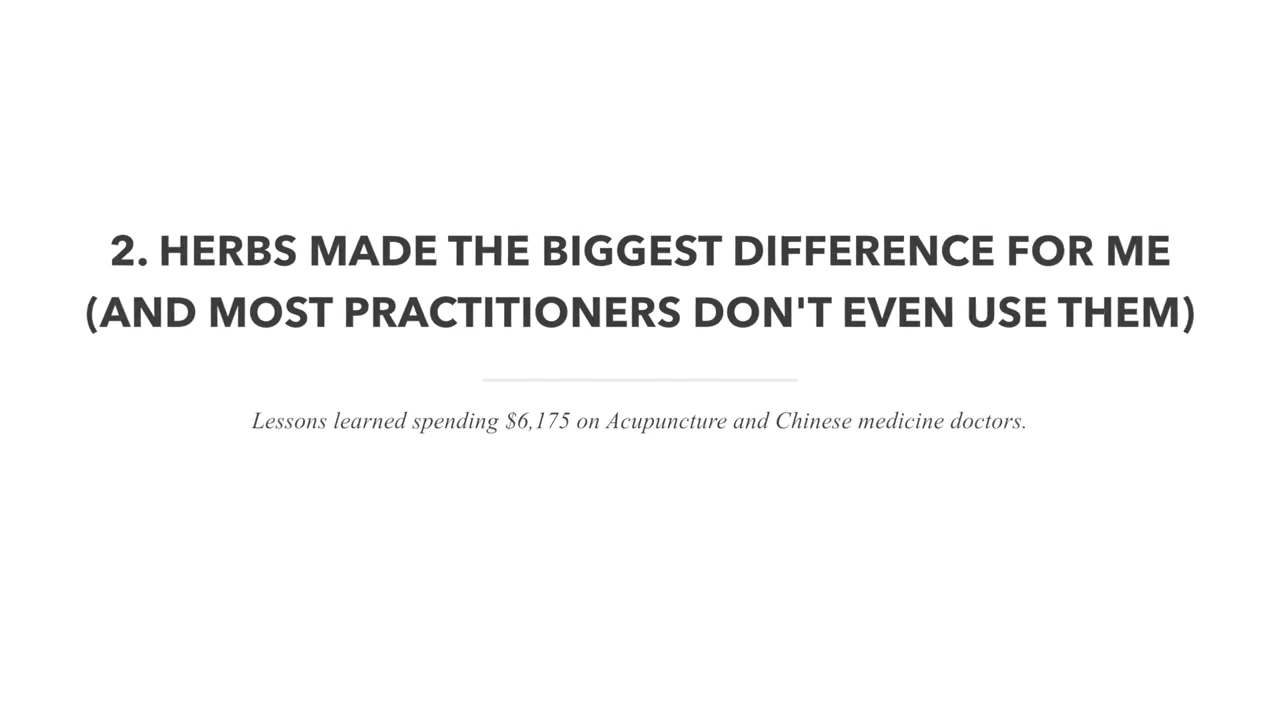 2. HERBS MADE THE BIGGEST DIFFERENCE FOR ME
(AND MOST PRACTITIONERS DON'T EVEN USE THEM)
Lessons learned spending $6,175 on Acupuncture and Chinese medicine doctors.